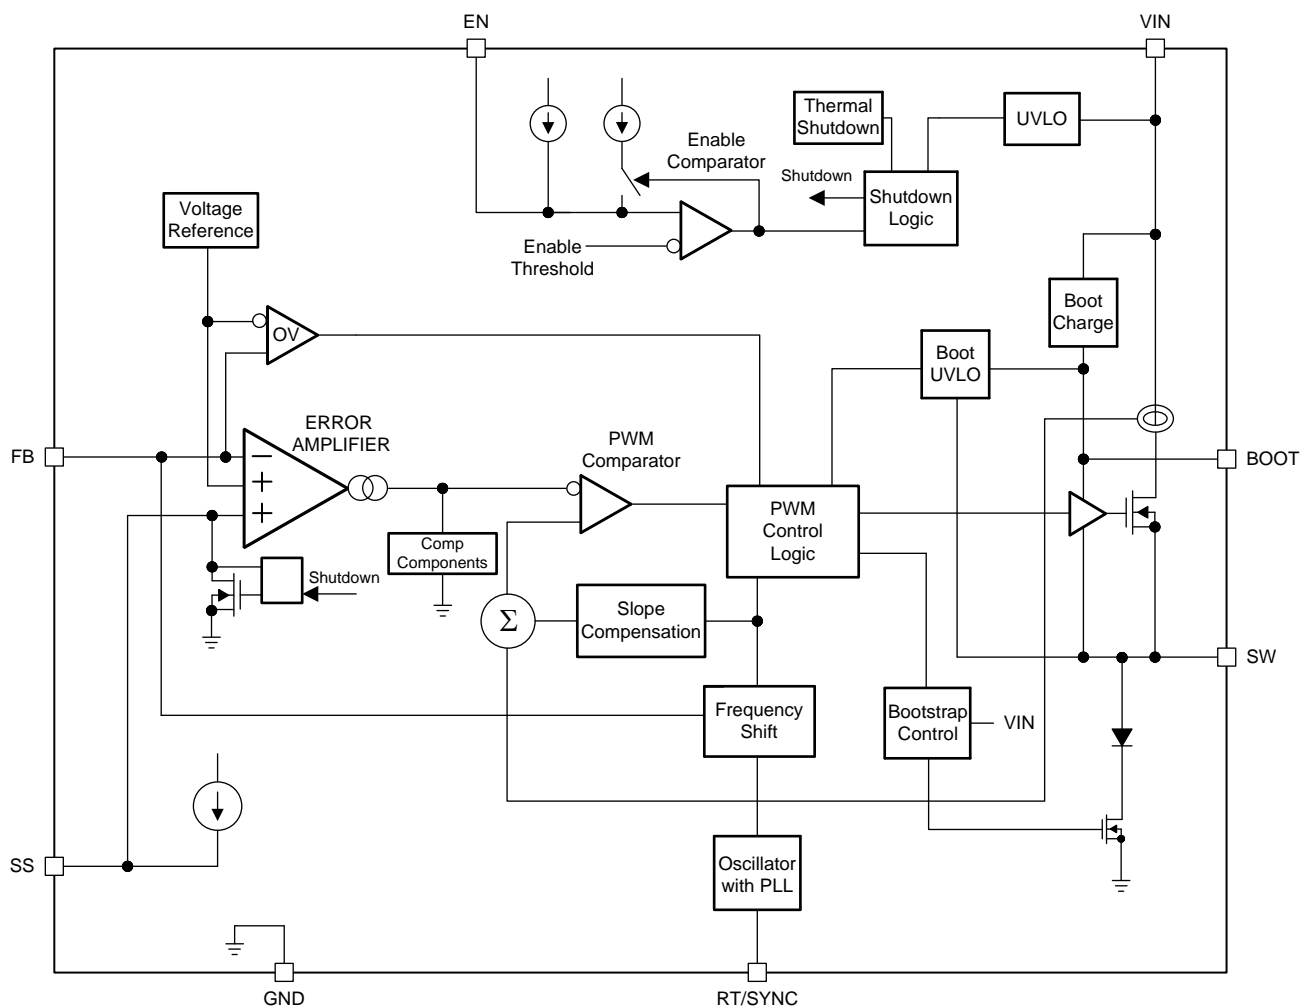 EN
VIN
Thermal
Shutdown
UVLO
Enable
Comparator
Shutdown
Shutdown
Logic
Voltage
Reference
Enable
Threshold
Boot
Charge
OV
Boot
UVLO
ERROR
AMPLIFIER
PWM
Comparator
FB
BOOT
−
+
+
PWM
Control
Logic
Comp
Components
Shutdown
Σ
Slope
Compensation
SW
Frequency
Shift
Bootstrap
Control
VIN
SS
Oscillator
with PLL
GND
RT/SYNC